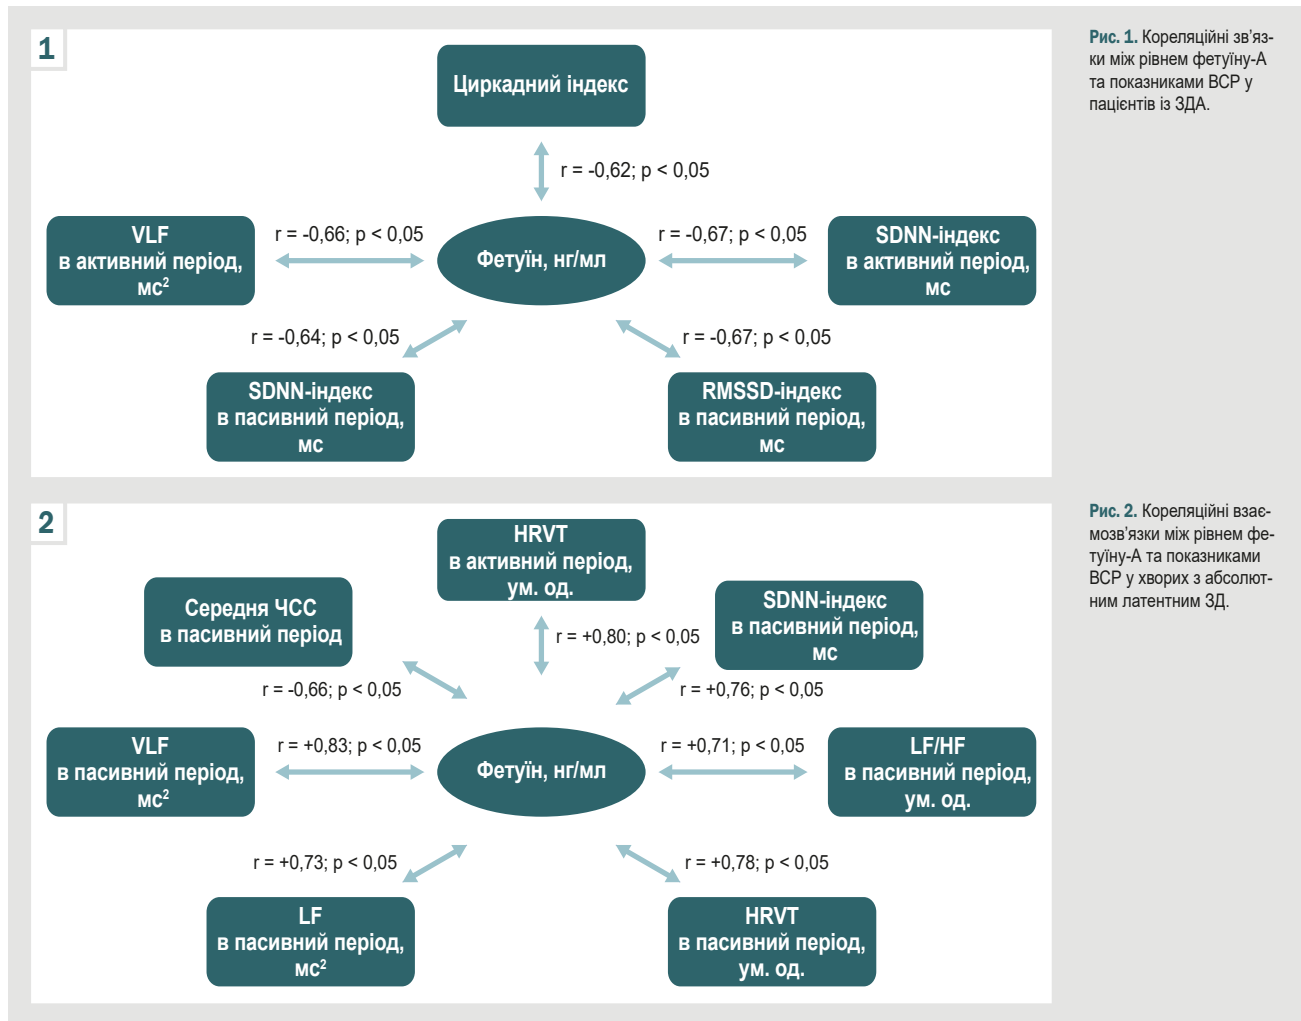 1
Циркадний індекс
r = -0,62; p < 0,05
VLF
в активний період,
мс²
r = -0,66; p < 0,05
Фетуїн, нг/мл
r = -0,67; p < 0,05
SDNN-індекс
в активний період,
мс
r = -0,64; p < 0,05
r = -0,67; p < 0,05
SDNN-індекс
в пасивний період,
мс
RMSSD-індекс
в пасивний період,
мс
Рис. 1. Кореляційні зв’яз-
ки між рівнем фетуїну-А
та показниками ВСР у
пацієнтів із ЗДА.
2
HRVT
в активний період,
ум. од.
Середня ЧСС
в пасивний період
SDNN-індекс
в пасивний період,
мс
r = +0,80; p < 0,05
r = -0,66; p < 0,05
r = +0,76; p < 0,05
VLF
в пасивний період,
мс²
r = +0,83; p < 0,05
Фетуїн, нг/мл
r = +0,71; p < 0,05
LF/HF
в пасивний період,
ум. од.
r = +0,73; p < 0,05
r = +0,78; p < 0,05
LF
в пасивний період,
мс²
HRVT
в пасивний період,
ум. од.
Рис. 2. Кореляційні взає-
мозв’язки між рівнем фе-
туїну-А та показниками
ВСР у хворих з абсолют-
ним латентним ЗД.